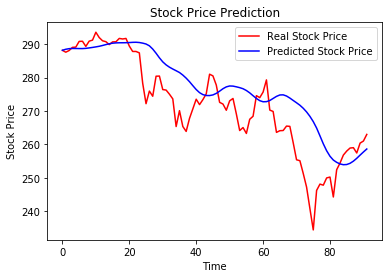 Stock Price Prediction
Real Stock Price
Predicted Stock Price
290
280
270
260
250
240
Stock Price
0 20 40 60 80
Time